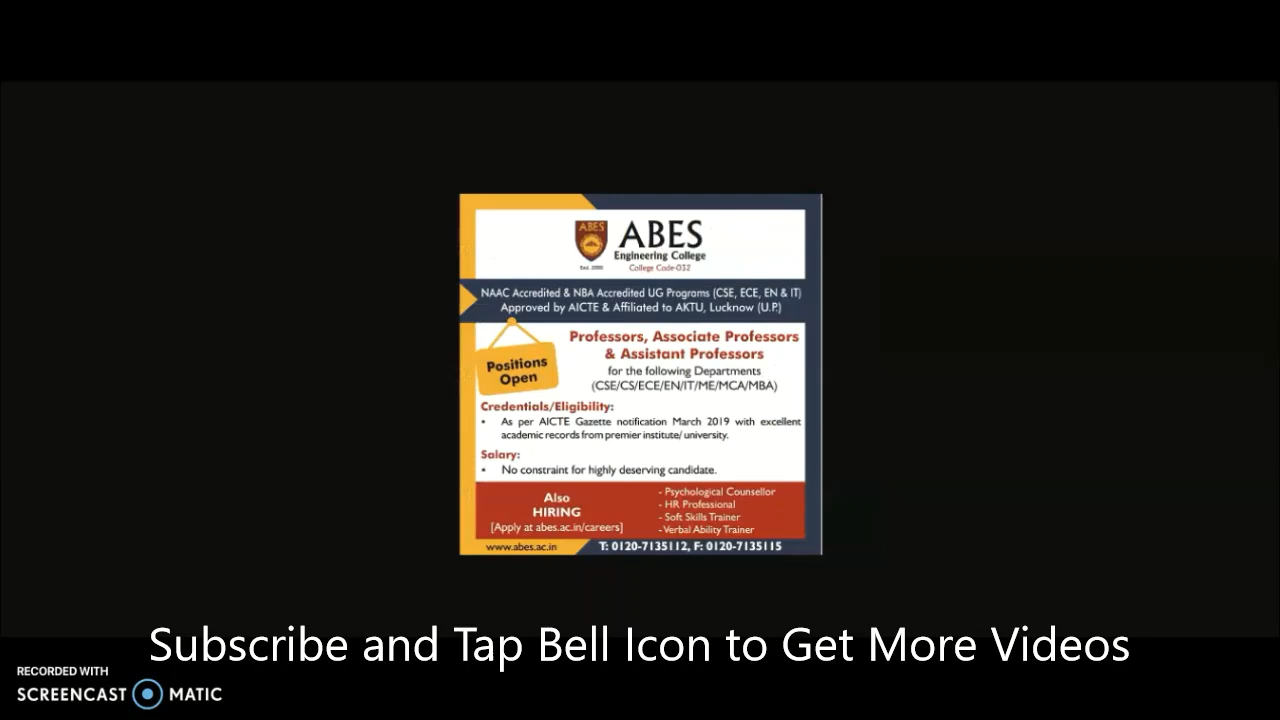 ABES
ABES
Engineering College
Est. 2000
College Code-032
NAAC Accredited & NBA Accredited UG Programs (CSE, ECE, EN & IT)
Approved by AICTE & Affiliated to AKTU, Lucknow (U.P.)
Positions
Open
Professors, Associate Professors
& Assistant Professors
for the following Departments
(CSE/CS/ECE/EN/IT/ME/MCA/MBA)
Credentials/Eligibility:
• As per AICTE Gazette notification March 2019 with excellent
academic records from premier institute/ university.
Salary:
• No constraint for highly deserving candidate.
Also
HIRING
[Apply at abes.ac.in/careers]
- Psychological Counsellor
- HR Professional
- Soft Skills Trainer
- Verbal Ability Trainer
www.abes.ac.in
T: 0120-7135112, F: 0120-7135115
Subscribe and Tap Bell Icon to Get More Videos
RECORDED WITH
SCREENCAST MATIC